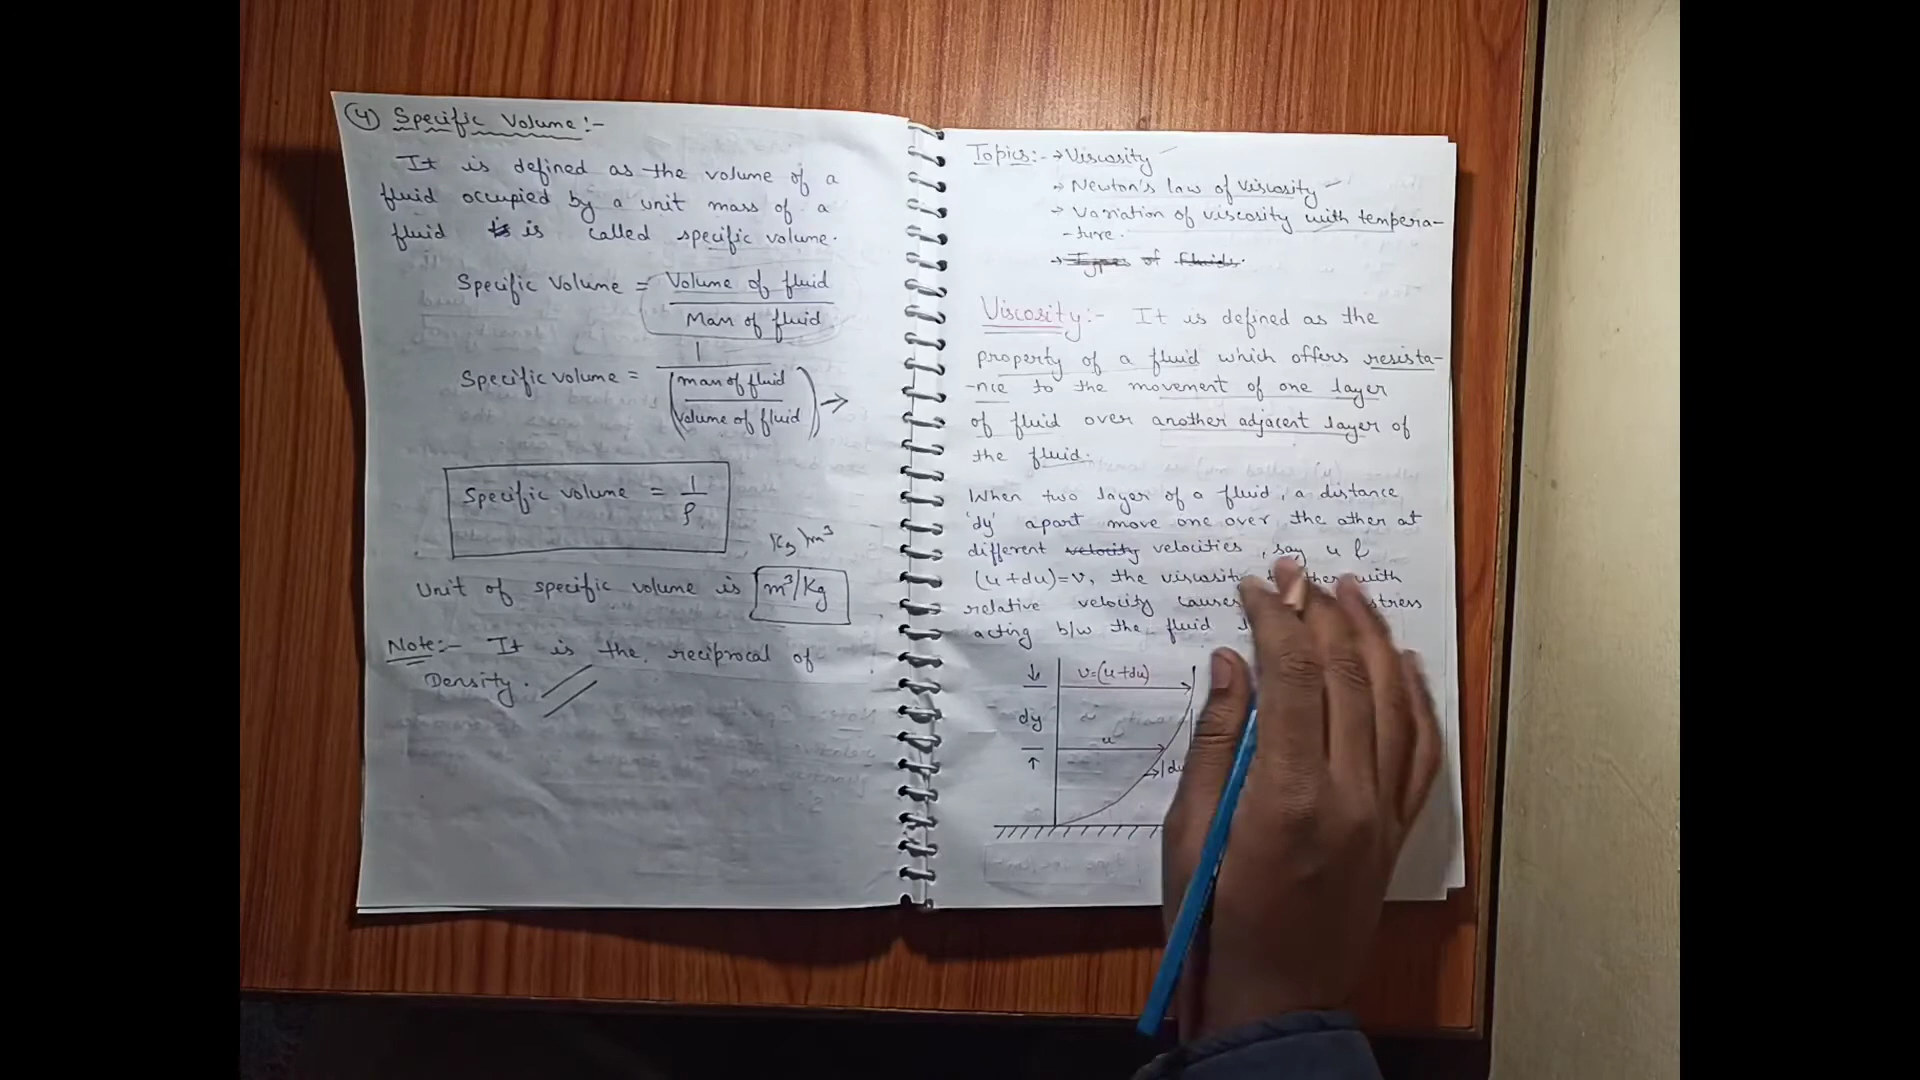 4 Specific Volume:-
It is defined as the volume of a
fluid occupied by a unit mass of a
fluid is called specific volume.
Specific Volume = Volume of fluid
Mass of fluid
Specific volume = 1
(mass of fluid
volume of fluid) →
Specific volume = 1
ρ
Kg/m³
Unit of specific volume is m³/Kg
Note:- It is the reciprocal of
Density.
Topics:- → Viscosity
→ Newton's law of viscosity
→ Variation of viscosity with tempera-
-ture.
→ Types of fluids.
Viscosity:- It is defined as the
property of a fluid which offers resista-
-nce to the movement of one layer
of fluid over another adjacent layer of
the fluid.
When two layer of a fluid, a distance
'dy' apart move one over the other at
different velocity velocities, say u &
(u+du)=v, the viscosity with
relative velocity causes stress
acting b/w the fluid
v=(u+du)
dy
u
du